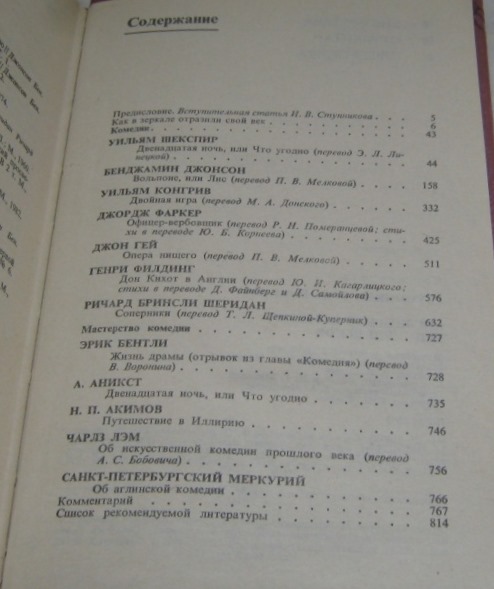 Содержание
Предисловие. Вступительная статья И. В. Ступникова . . . 5
Как в зеркале отразили свой век . . . 6
Комедии . . . 43
УИЛЬЯМ ШЕКСПИР
Двенадцатая ночь, или Что угодно (перевод Э. Л. Ли-
нецкой) . . . 44
БЕНДЖАМИН ДЖОНСОН
Вольпоне, или Лис (перевод П. В. Мелковой) . . . 158
УИЛЬЯМ КОНГРИВ
Двойная игра (перевод М. А. Донского) . . . 332
ДЖОРДЖ ФАРКЕР
Офицер-вербовщик (перевод Р. Н. Померанцевой; сти-
хи в переводе Ю. Б. Корнеева) . . . 425
ДЖОН ГЕЙ
Опера нищего (перевод П. В. Мелковой) . . . 511
ГЕНРИ ФИЛДИНГ
Дон Кихот в Англии (перевод Ю. И. Кагарлицкого;
стихи в переводе Д. Файнберг и Д. Самойлова) . . . 576
РИЧАРД БРИНСЛИ ШЕРИДАН
Соперники (перевод Т. Л. Щепкиной-Куперник) . . . 632
Мастерство комедии . . . 727
ЭРИК БЕНТЛИ
Жизнь драмы (отрывок из главы «Комедия») (перевод
В. Воронина) . . . 728
А. АНИКСТ
Двенадцатая ночь, или Что угодно . . . 735
Н. П. АКИМОВ
Путешествие в Иллирию . . . 746
ЧАРЛЗ ЛЭМ
Об искусственной комедии прошлого века (перевод
А. С. Бобовича) . . . 756
САНКТ-ПЕТЕРБУРГСКИЙ МЕРКУРИЙ
Об аглинской комедии . . . 766
Комментарий . . . 767
Список рекомендуемой литературы . . . 814